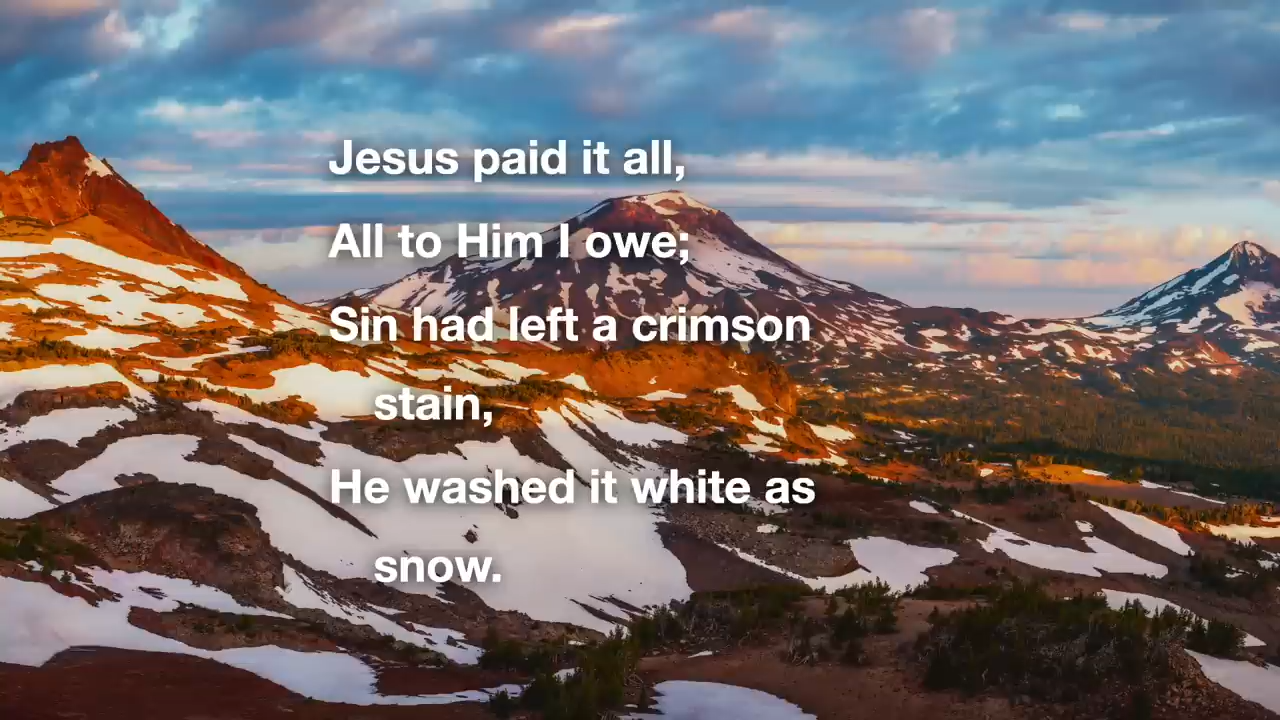 Jesus paid it all,
All to Him I owe;
Sin had left a crimson
stain,
He washed it white as
snow.